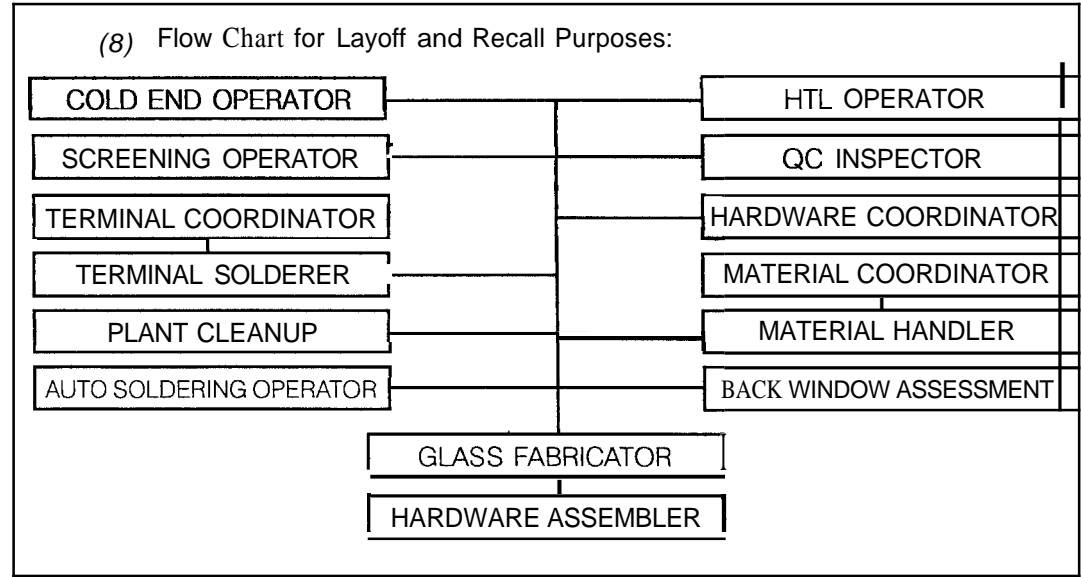 (8) Flow Chart for Layoff and Recall Purposes:
COLD END OPERATOR
HTL OPERATOR
SCREENING OPERATOR
QC INSPECTOR
TERMINAL COORDINATOR
HARDWARE COORDINATOR
TERMINAL SOLDERER
MATERIAL COORDINATOR
PLANT CLEANUP
MATERIAL HANDLER
AUTO SOLDERING OPERATOR
BACK WINDOW ASSESSMENT
GLASS FABRICATOR
HARDWARE ASSEMBLER